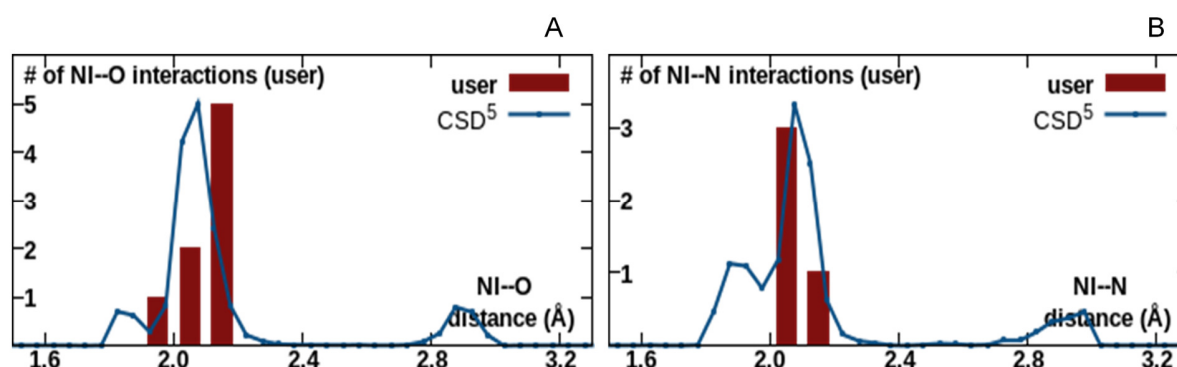 A
# of NI--O interactions (user)
user
CSD5
5
4
3
2
1
NI--O
distance (Å)
1.6 2.0 2.4 2.8 3.2
B
# of NI--N interactions (user)
user
CSD5
3
2
1
NI--N
distance (Å)
1.6 2.0 2.4 2.8 3.2